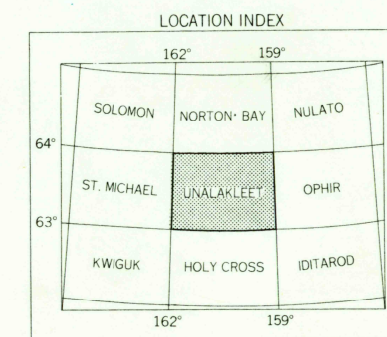 LOCATION INDEX
162° 159°
SOLOMON NORTON BAY NULATO
64°
ST. MICHAEL UNALAKLEET OPHIR
63°
KWIGUK HOLY CROSS IDITAROD
162° 159°